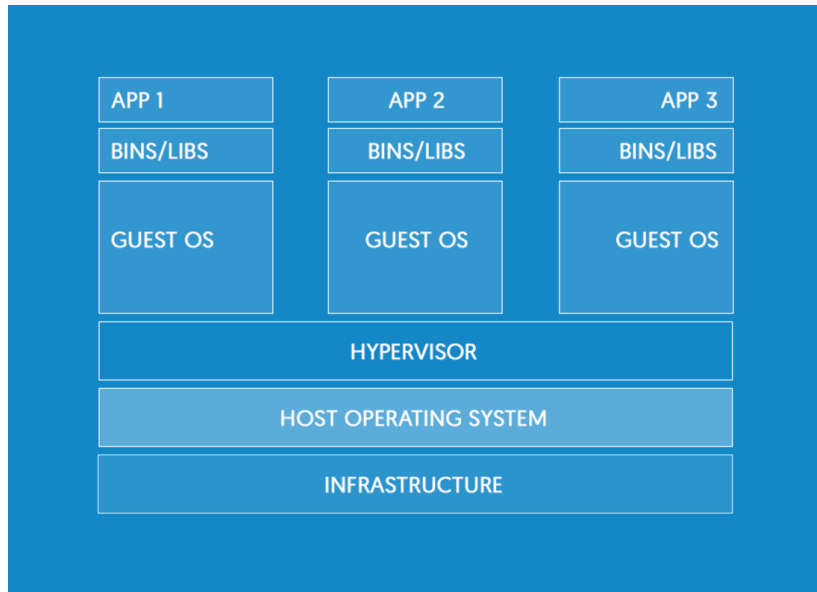 APP 1
APP 2
APP 3
BINS/LIBS
BINS/LIBS
BINS/LIBS
GUEST OS
GUEST OS
GUEST OS
HYPERVISOR
HOST OPERATING SYSTEM
INFRASTRUCTURE